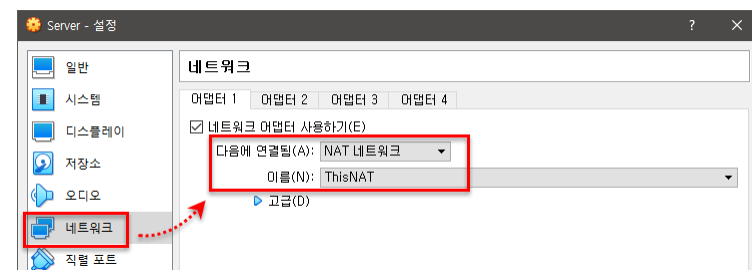 Server - 설정
? ×
일반
시스템
디스플레이
저장소
오디오
네트워크
직렬 포트
네트워크
어댑터 1 어댑터 2 어댑터 3 어댑터 4
네트워크 어댑터 사용하기(E)
다음에 연결됨(A): NAT 네트워크
이름(N): ThisNAT
고급(D)